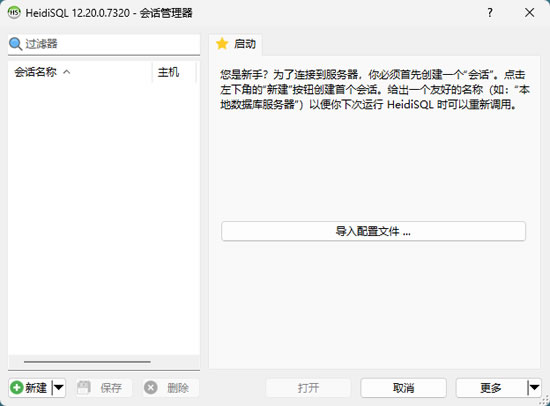 HeidiSQL 12.20.0.7320 - 会话管理器
过滤器
启动
会话名称 主机
您是新手？为了连接到服务器，你必须首先创建一个“会话”。点击
左下角的“新建”按钮创建首个会话。给出一个友好的名称（如：“本
地数据库服务器”）以便你下次运行 HeidiSQL 时可以重新调用。
导入配置文件 ...
新建 保存 删除 打开 取消 更多